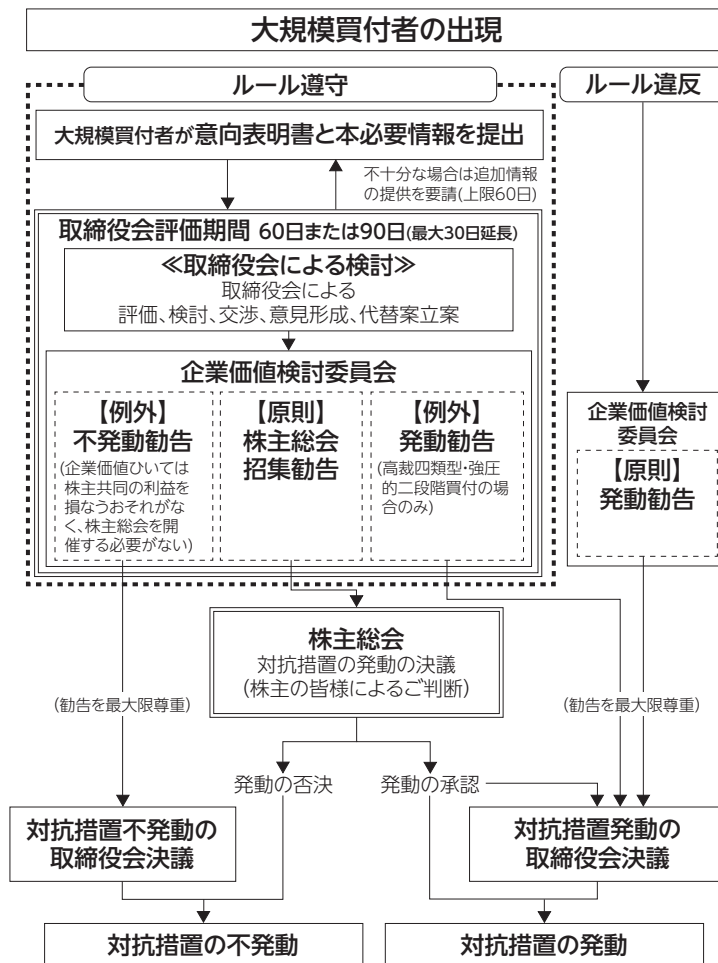 大規模買付者の出現
ルール遵守
ルール違反
大規模買付者が意向表明書と本必要情報を提出
不十分な場合は追加情報
の提供を要請(上限60日)
取締役会評価期間 60日または90日(最大30日延長)
≪取締役会による検討≫
取締役会による
評価、検討、交渉、意見形成、代替案立案
企業価値検討委員会
【例外】
不発動勧告
(企業価値ひいては
株主共同の利益を
損なうおそれがな
く、株主総会を開
催する必要がない)
【原則】
株主総会
招集勧告
【例外】
発動勧告
(高裁四類型・強圧
的二段階買付の場
合のみ)
企業価値検討
委員会
【原則】
発動勧告
株主総会
対抗措置の発動の決議
(株主の皆様によるご判断)
(勧告を最大限尊重)
(勧告を最大限尊重)
発動の否決
発動の承認
対抗措置不発動の
取締役会決議
対抗措置発動の
取締役会決議
対抗措置の不発動
対抗措置の発動